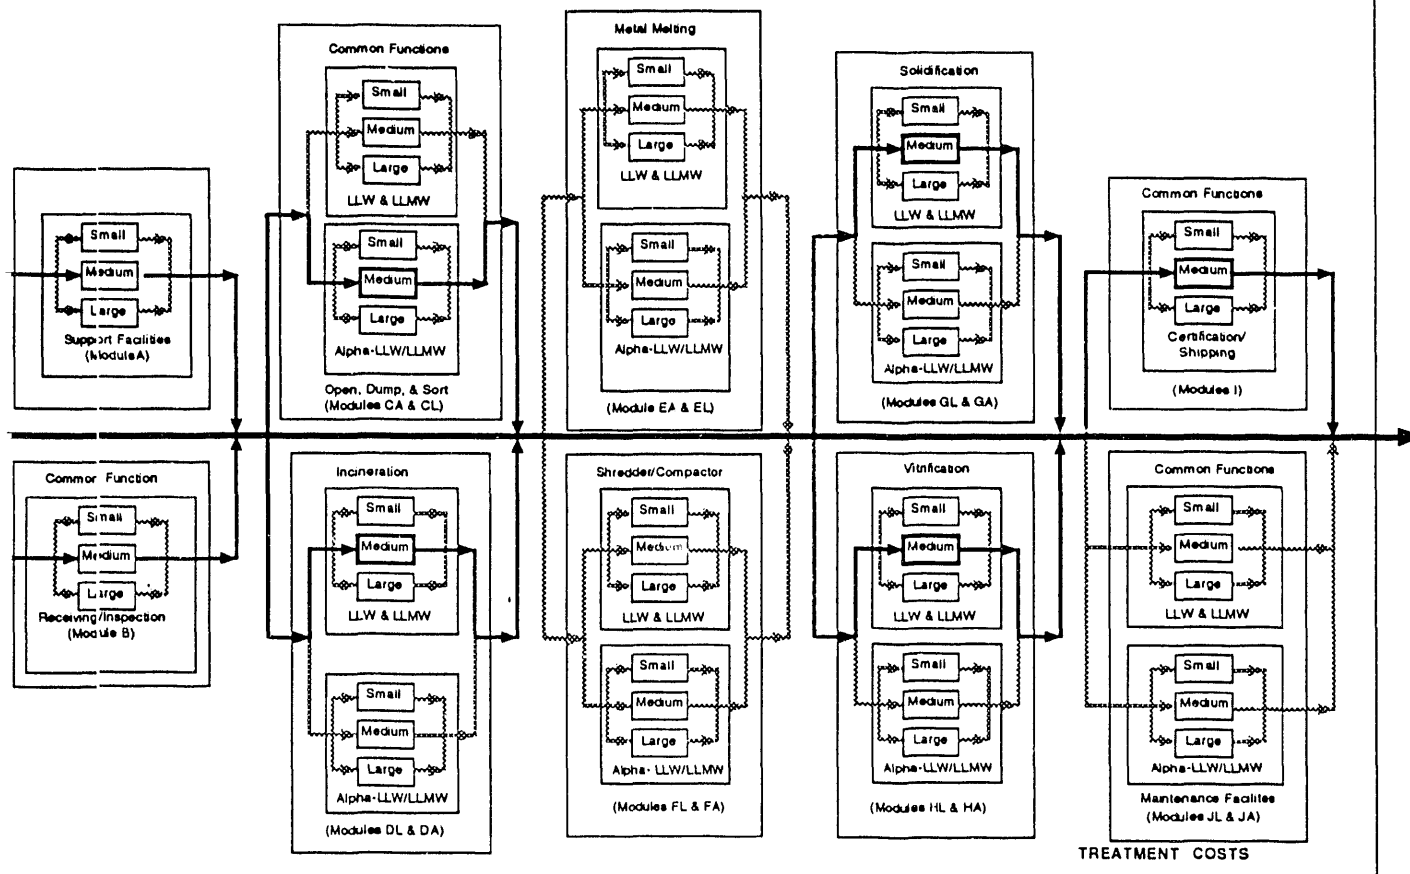 Support Facilities
(Module A)
Small
Medium
Large
Common Function
Small
Medium
Large
Receiving/Inspection
(Module B)
Common Functions
Small
Medium
Large
LLW & LLMW
Small
Medium
Large
Alpha-LLW/LLMW
Open, Dump, & Sort
(Modules CA & CL)
Incineration
Small
Medium
Large
LLW & LLMW
Small
Medium
Large
Alpha-LLW/LLMW
(Modules DL & DA)
Metal Melting
Small
Medium
Large
LLW & LLMW
Small
Medium
Large
Alpha-LLW/LLMW
(Module EA & EL)
Shredder/Compactor
Small
Medium
Large
LLW & LLMW
Small
Medium
Large
Alpha- LLW/LLMW
(Modules FL & FA)
Solidification
Small
Medium
Large
LLW & LLMW
Small
Medium
Large
Alpha-LLW/LLMW
(Modules GL & GA)
Vitrification
Small
Medium
Large
LLW & LLMW
Small
Medium
Large
Alpha-LLW/LLMW
(Modules HL & HA)
Common Functions
Small
Medium
Large
Certification/
Shipping
(Modules I)
Common Functions
Small
Medium
Large
LLW & LLMW
Small
Medium
Large
Alpha-LLW/LLMW
Maintenance Facilites
(Modules JL & JA)
TREATMENT COSTS